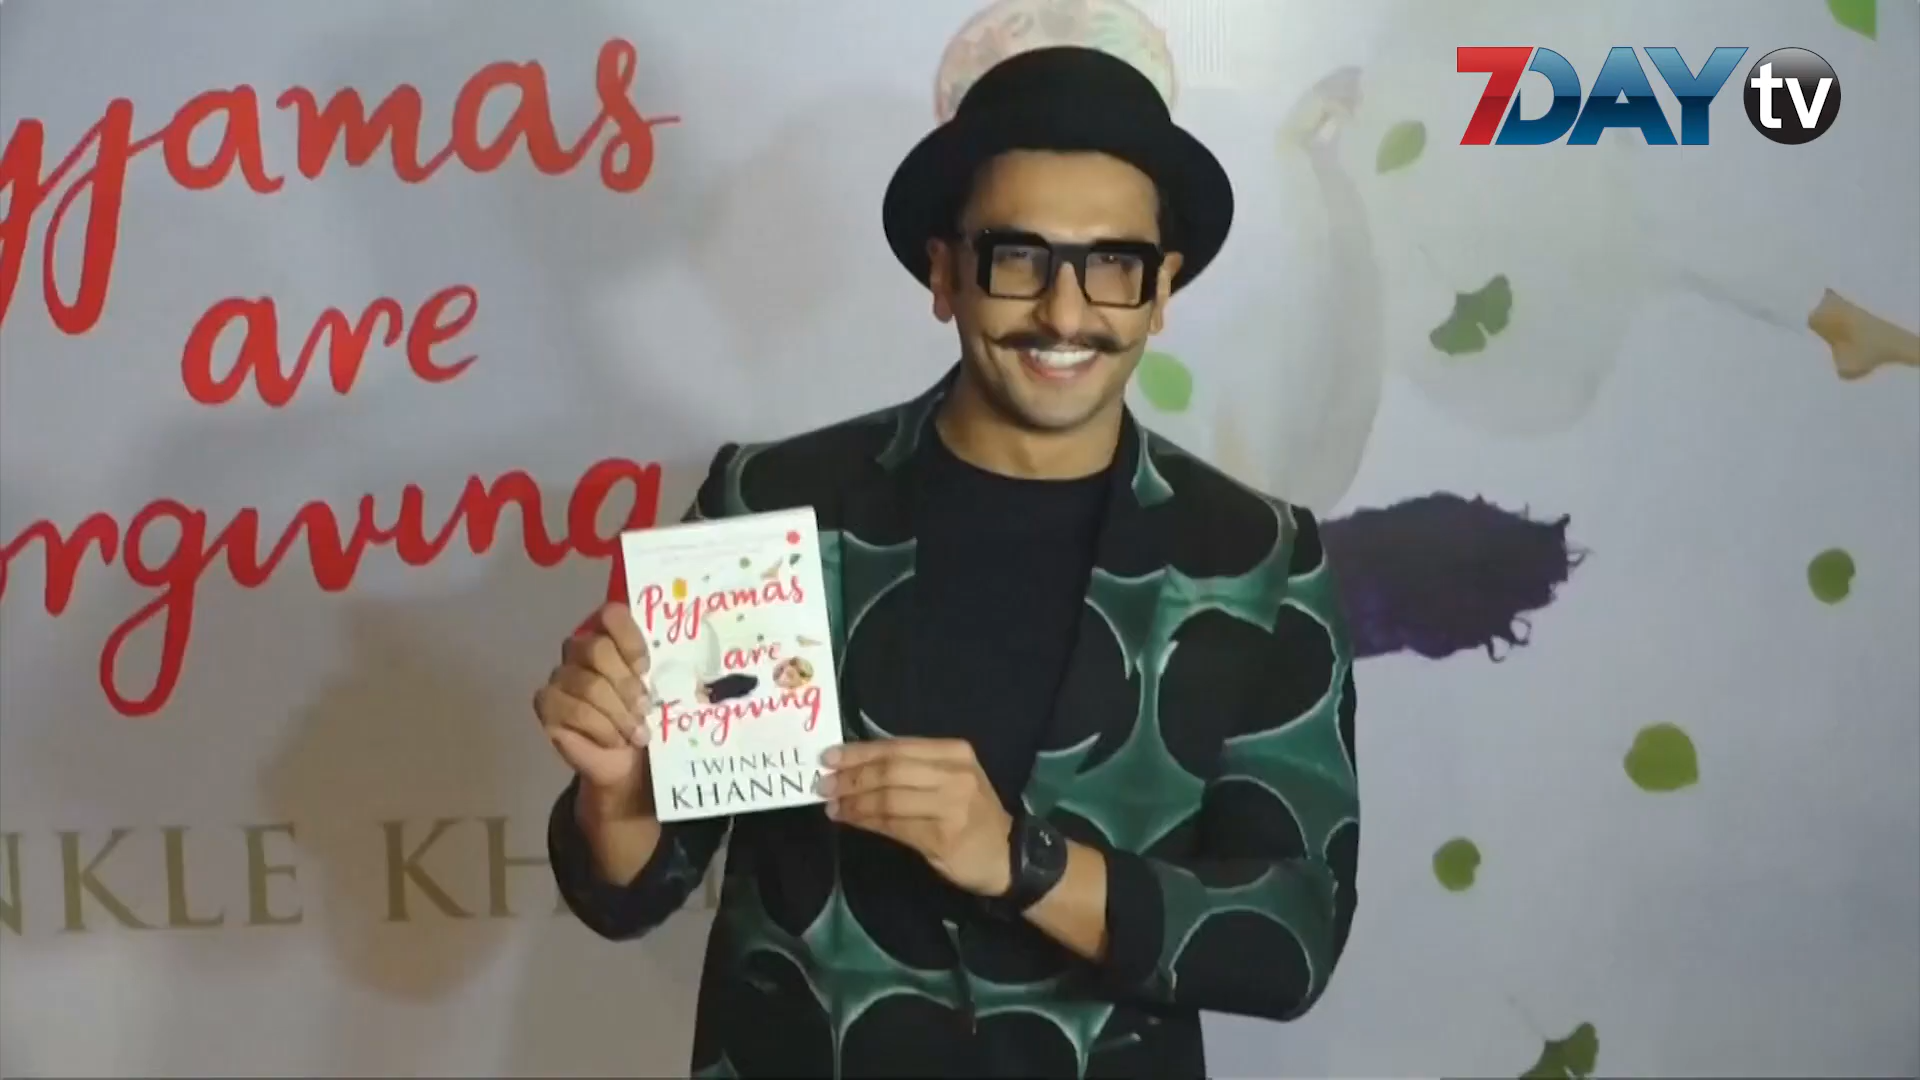 7DAY tv
yjamas
are
orgiving
NKLE KH
Pyjamas
are
Forgiving
TWINKLE
KHANNA